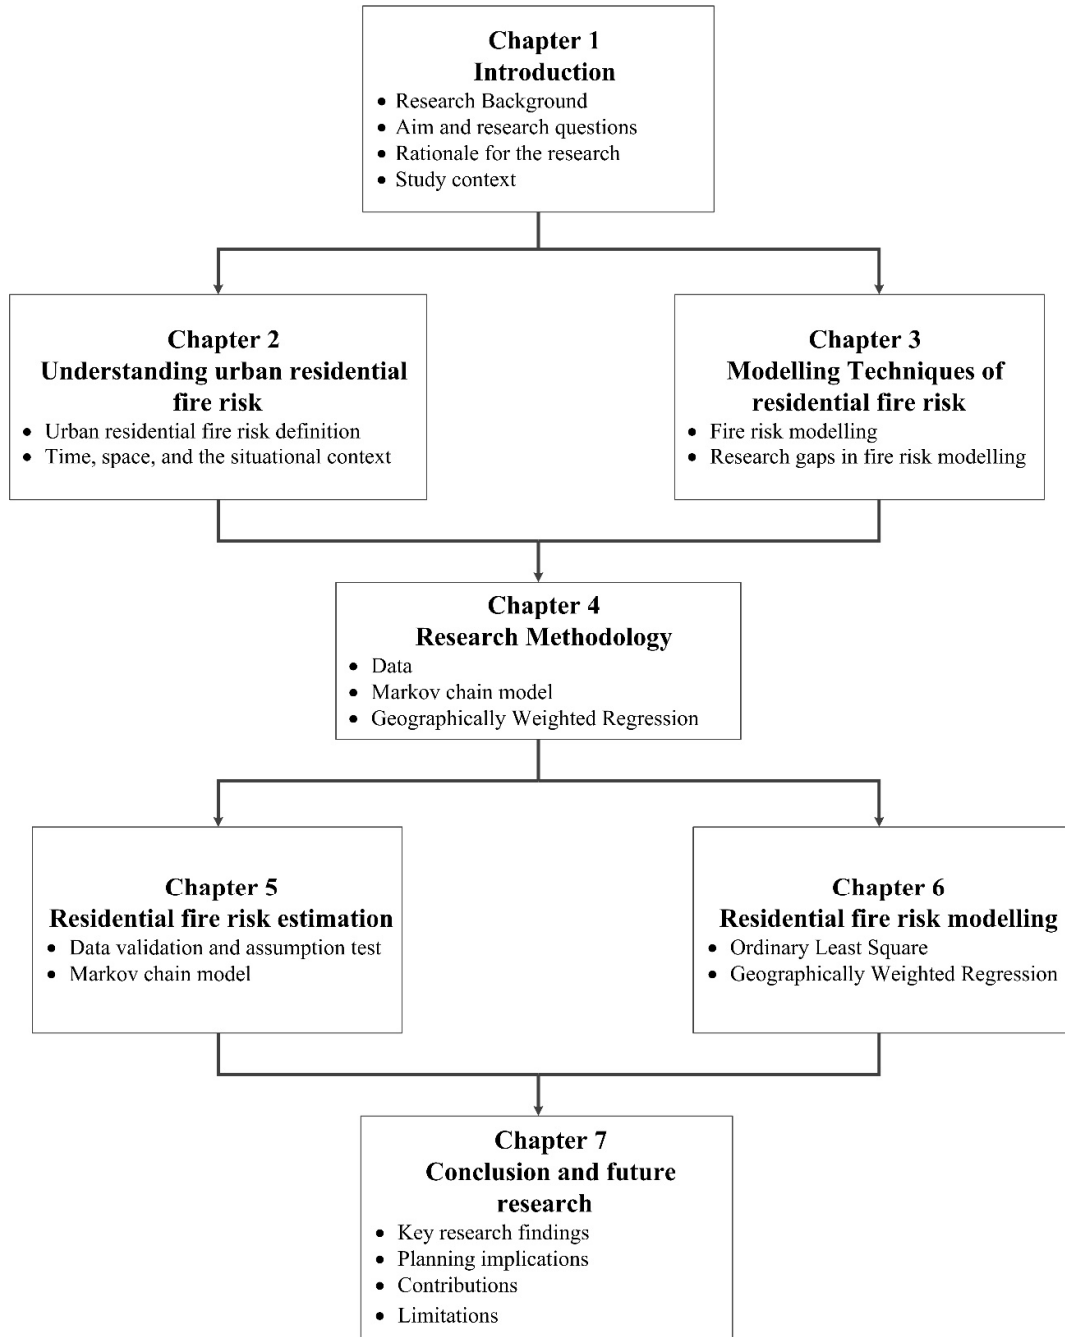 Chapter 1
Introduction
• Research Background
• Aim and research questions
• Rationale for the research
• Study context
Chapter 2
Understanding urban residential
fire risk
• Urban residential fire risk definition
• Time, space, and the situational context
Chapter 3
Modelling Techniques of
residential fire risk
• Fire risk modelling
• Research gaps in fire risk modelling
Chapter 4
Research Methodology
• Data
• Markov chain model
• Geographically Weighted Regression
Chapter 5
Residential fire risk estimation
• Data validation and assumption test
• Markov chain model
Chapter 6
Residential fire risk modelling
• Ordinary Least Square
• Geographically Weighted Regression
Chapter 7
Conclusion and future
research
• Key research findings
• Planning implications
• Contributions
• Limitations